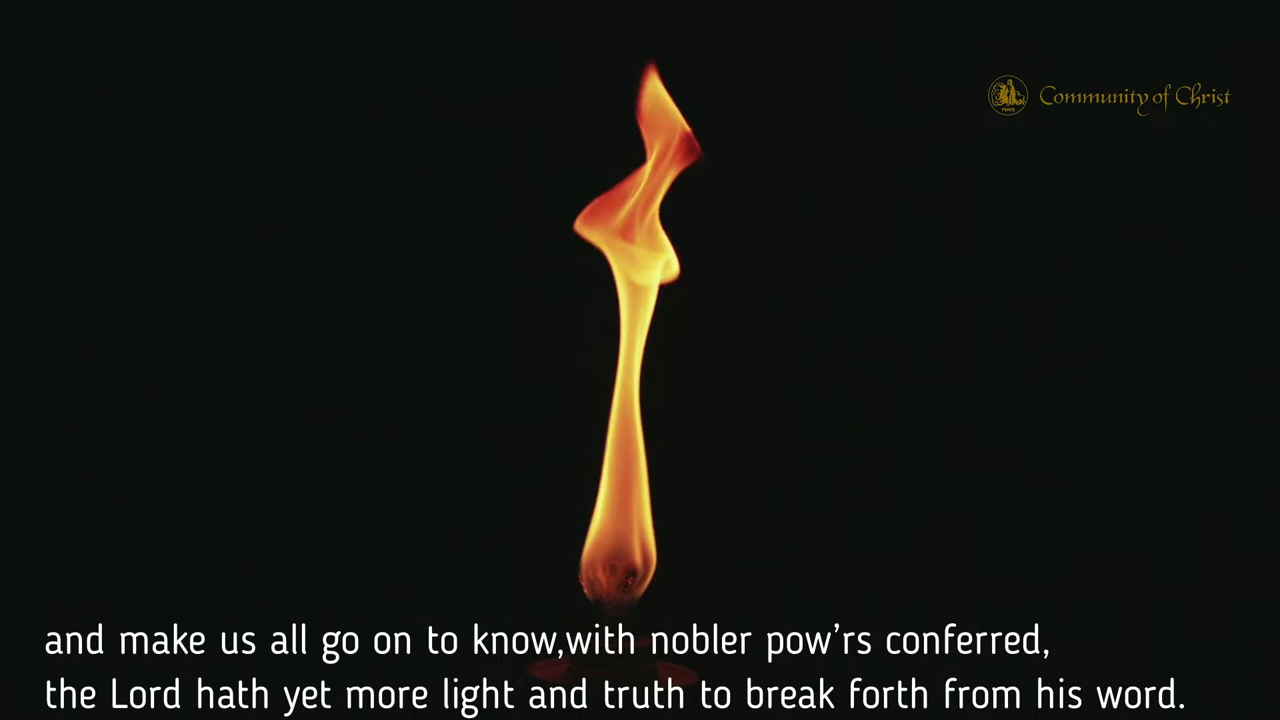 Community of Christ
and make us all go on to know,with nobler pow’rs conferred,
the Lord hath yet more light and truth to break forth from his word.